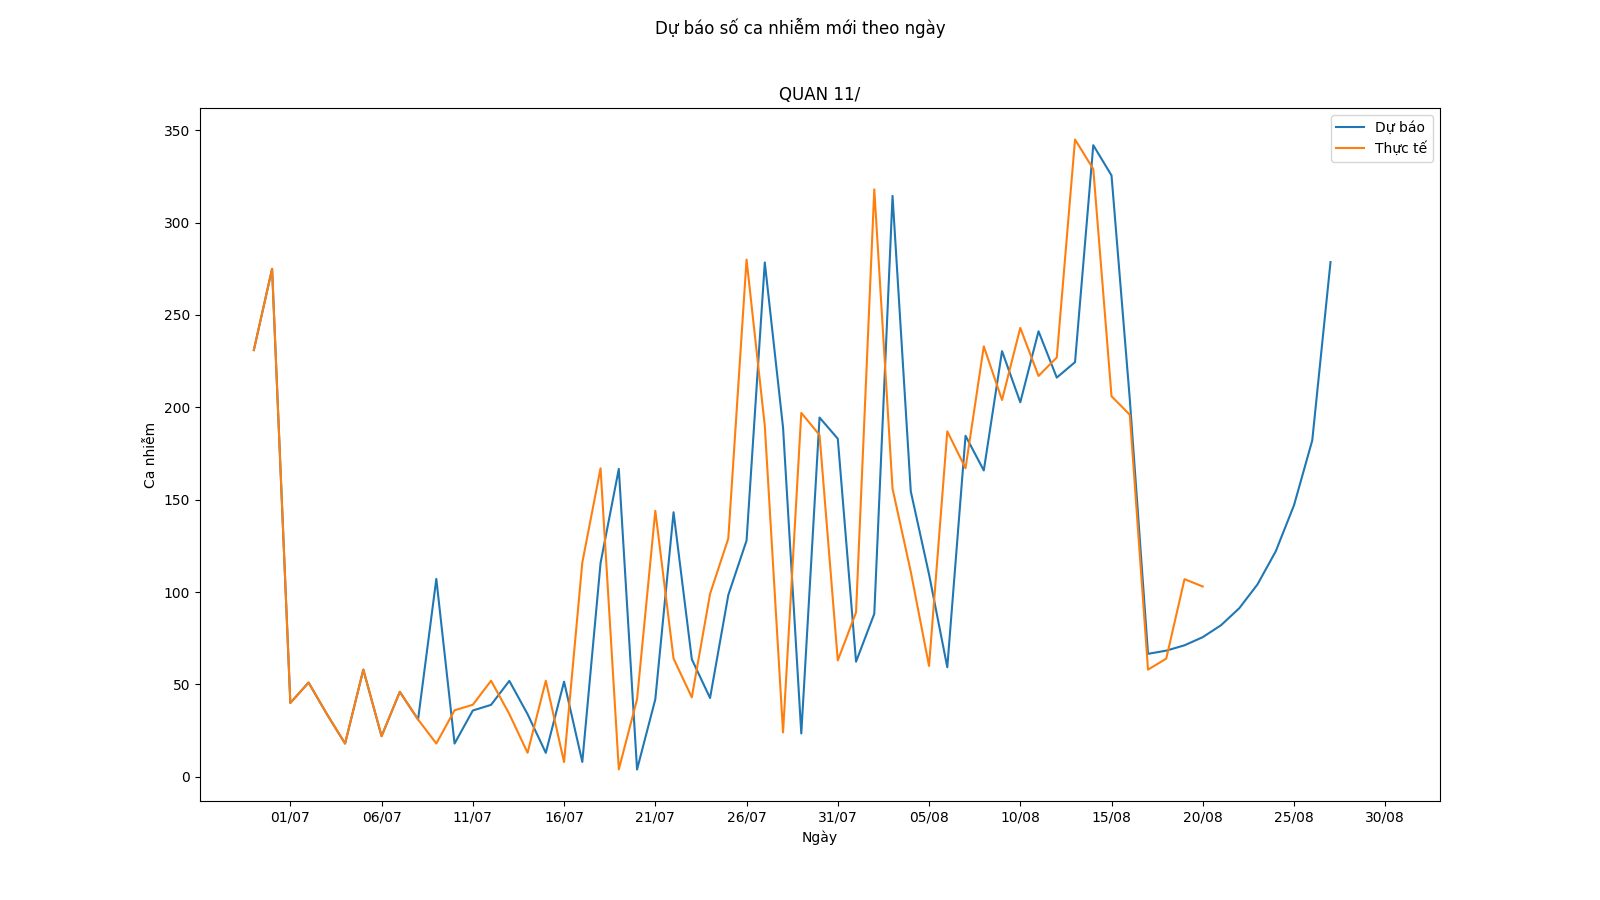 Dự báo số ca nhiễm mới theo ngày
QUAN 11/
Dự báo
Thực tế
350
300
250
200
150
100
50
0
Ca nhiễm
01/07 06/07 11/07 16/07 21/07 26/07 31/07 05/08 10/08 15/08 20/08 25/08 30/08
Ngày